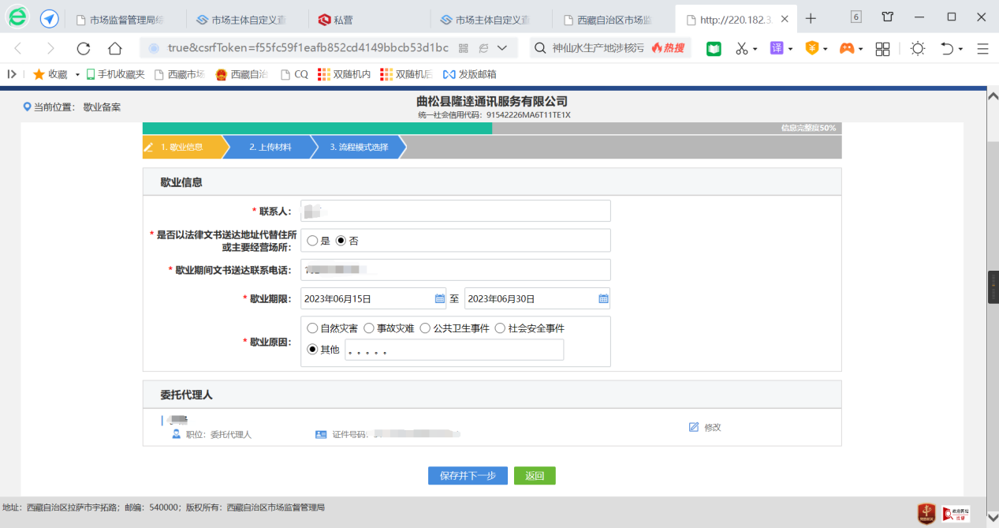 市场监督管理局综
市场主体自定义查
私营
市场主体自定义查
西藏自治区市场监
http://220.182.3
6
true&csrfToken=f55fc59f1eafb852cd4149bbcb53d1bc
神仙水生产地涉核污
热搜
译
收藏
手机收藏夹
西藏市场
西藏自治
CQ
双随机内
双随机后
发版邮箱
当前位置： 歇业备案
曲松县隆达通讯服务有限公司
统一社会信用代码：91542226MA6T11TE1X
信息完整度50%
1. 歇业信息
2. 上传材料
3. 流程模式选择
歇业信息
* 联系人：
* 是否以法律文书送达地址代替住所
或主要经营场所：
是 否
* 歇业期间文书送达联系电话：
* 歇业期限：
2023年06月15日 至 2023年06月30日
* 歇业原因：
自然灾害 事故灾难 公共卫生事件 社会安全事件
其他 。。。。。
委托代理人
职位：委托代理人
证件号码：
修改
保存并下一步
返回
地址：西藏自治区拉萨市宇拓路；邮编：540000；版权所有：西藏自治区市场监督管理局